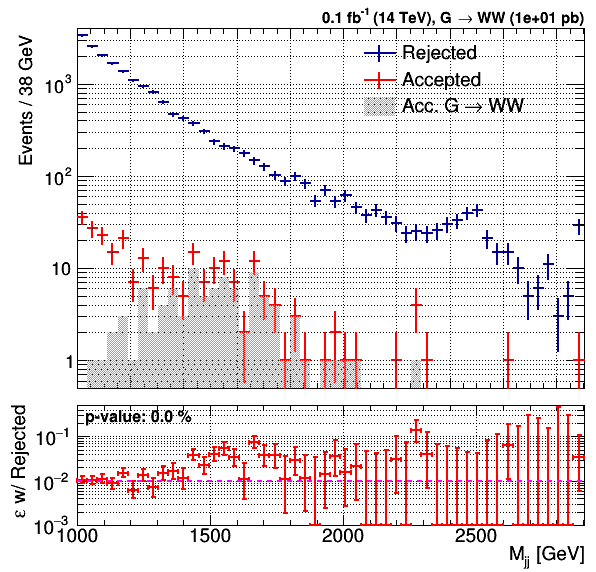 0.1 fb⁻¹ (14 TeV), G → WW (1e+01 pb)
Events / 38 GeV
10³
10²
10
1
Rejected
Accepted
Acc. G → WW
p-value: 0.0 %
ε w/ Rejected
10⁻¹
10⁻²
10⁻³
1000 1500 2000 2500
Mjj [GeV]